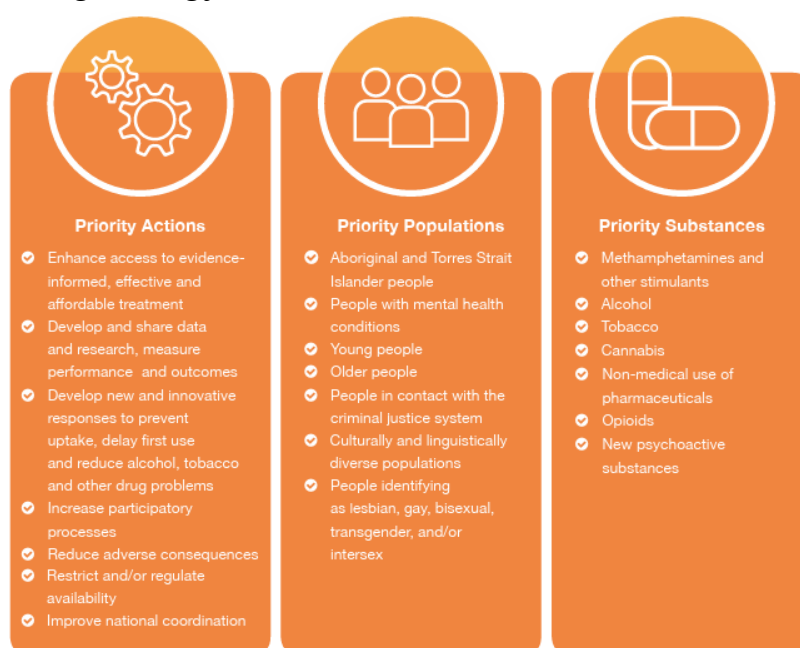 Priority Actions
Enhance access to evidence-
informed, effective and
affordable treatment
Develop and share data
and research, measure
performance and outcomes
Develop new and innovative
responses to prevent
uptake, delay first use
and reduce alcohol, tobacco
and other drug problems
Increase participatory
processes
Reduce adverse consequences
Restrict and/or regulate
availability
Improve national coordination
Priority Populations
Aboriginal and Torres Strait
Islander people
People with mental health
conditions
Young people
Older people
People in contact with the
criminal justice system
Culturally and linguistically
diverse populations
People identifying
as lesbian, gay, bisexual,
transgender, and/or
intersex
Priority Substances
Methamphetamines and
other stimulants
Alcohol
Tobacco
Cannabis
Non-medical use of
pharmaceuticals
Opioids
New psychoactive
substances